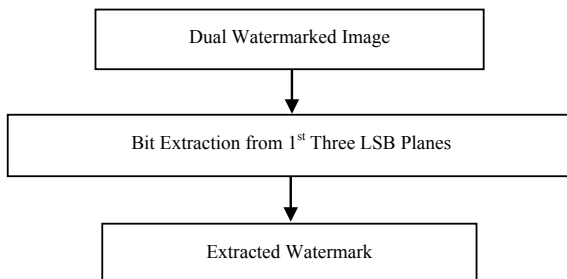 Dual Watermarked Image
Bit Extraction from 1st Three LSB Planes
Extracted Watermark